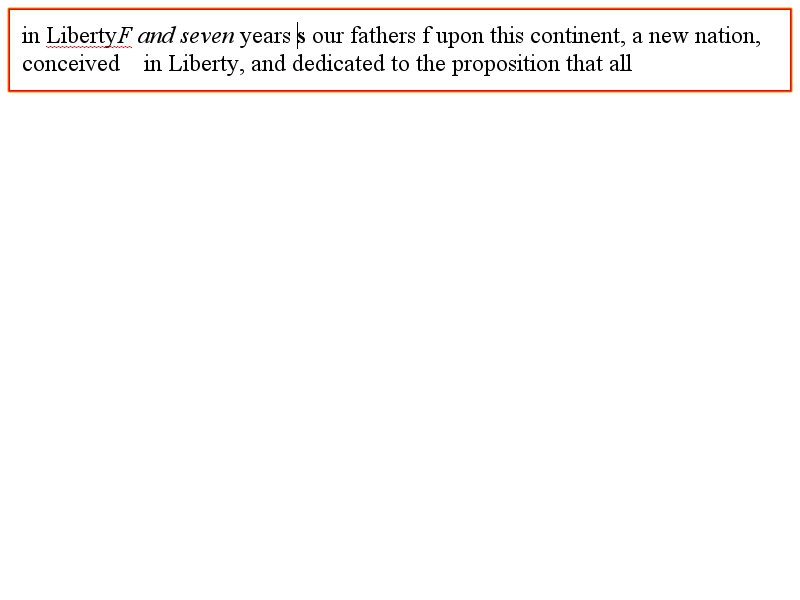 in LibertyF and seven years s our fathers f upon this continent, a new nation,
conceived    in Liberty, and dedicated to the proposition that all